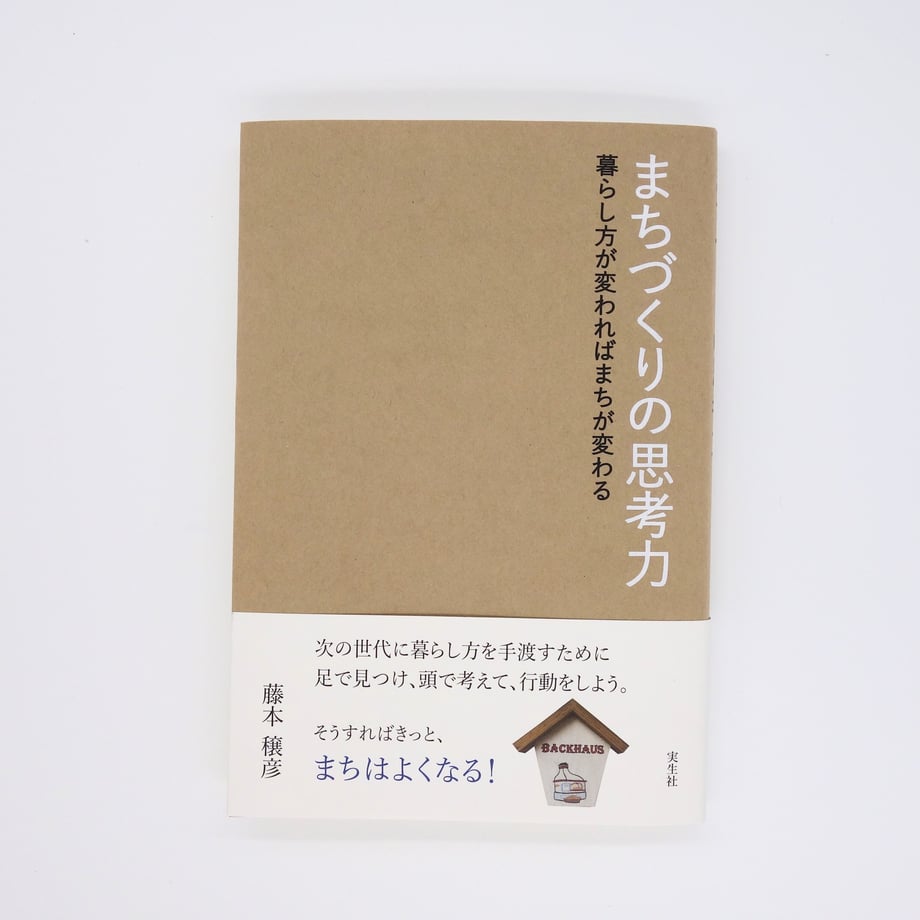 まちづくりの思考力
暮らし方が変わればまちが変わる
次の世代に暮らし方を手渡すために
足で見つけ、頭で考えて、行動をしよう。
そうすればきっと、
まちはよくなる！
藤本 穣彦
BACKHAUS
実生社